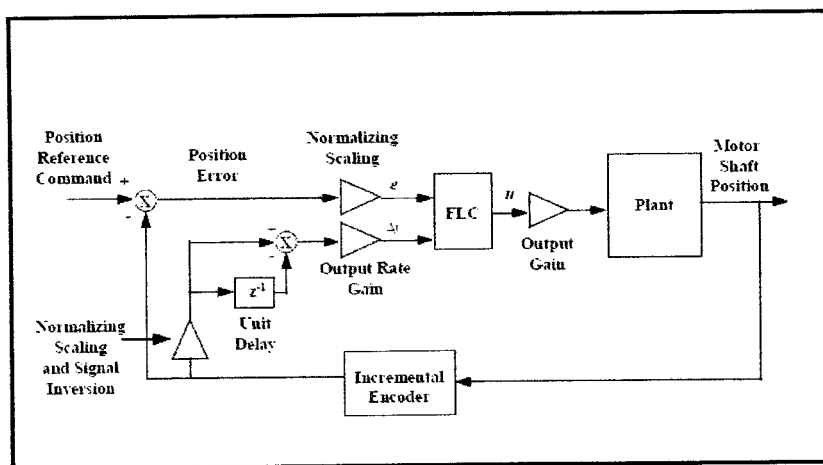 Position
Reference
Command
+
-
X
Position
Error
Normalizing
Scaling
e
FLC
u
Output
Gain
Plant
Motor
Shaft
Position
X
-
Output Rate
Gain
z⁻¹
Unit
Delay
Normalizing
Scaling
and Signal
Inversion
Incremental
Encoder